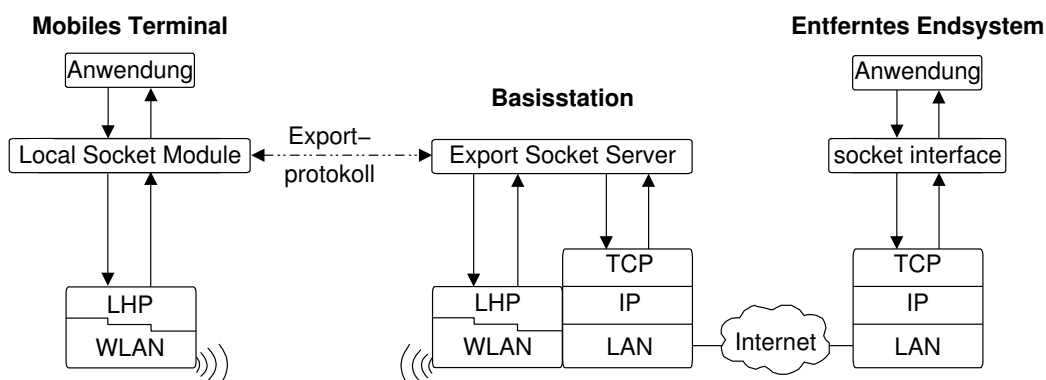 Mobiles Terminal
Anwendung
Local Socket Module
LHP
WLAN
Export–
protokoll
Basisstation
Export Socket Server
LHP
WLAN
TCP
IP
LAN
Internet
Entferntes Endsystem
Anwendung
socket interface
TCP
IP
LAN